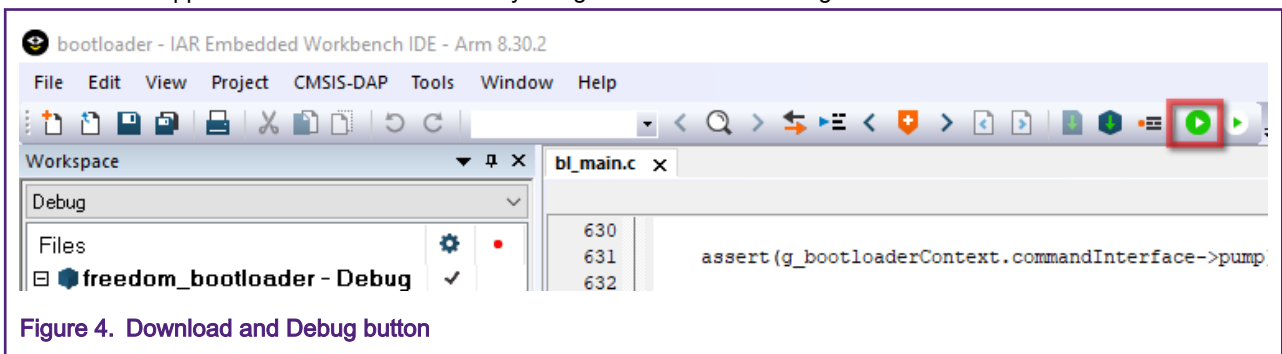 bootloader - IAR Embedded Workbench IDE - Arm 8.30.2
File Edit View Project CMSIS-DAP Tools Window Help
Workspace
bl_main.c
Debug
Files
630
631 assert(g_bootloaderContext.commandInterface->pump
freedom_bootloader - Debug
632
Figure 4. Download and Debug button